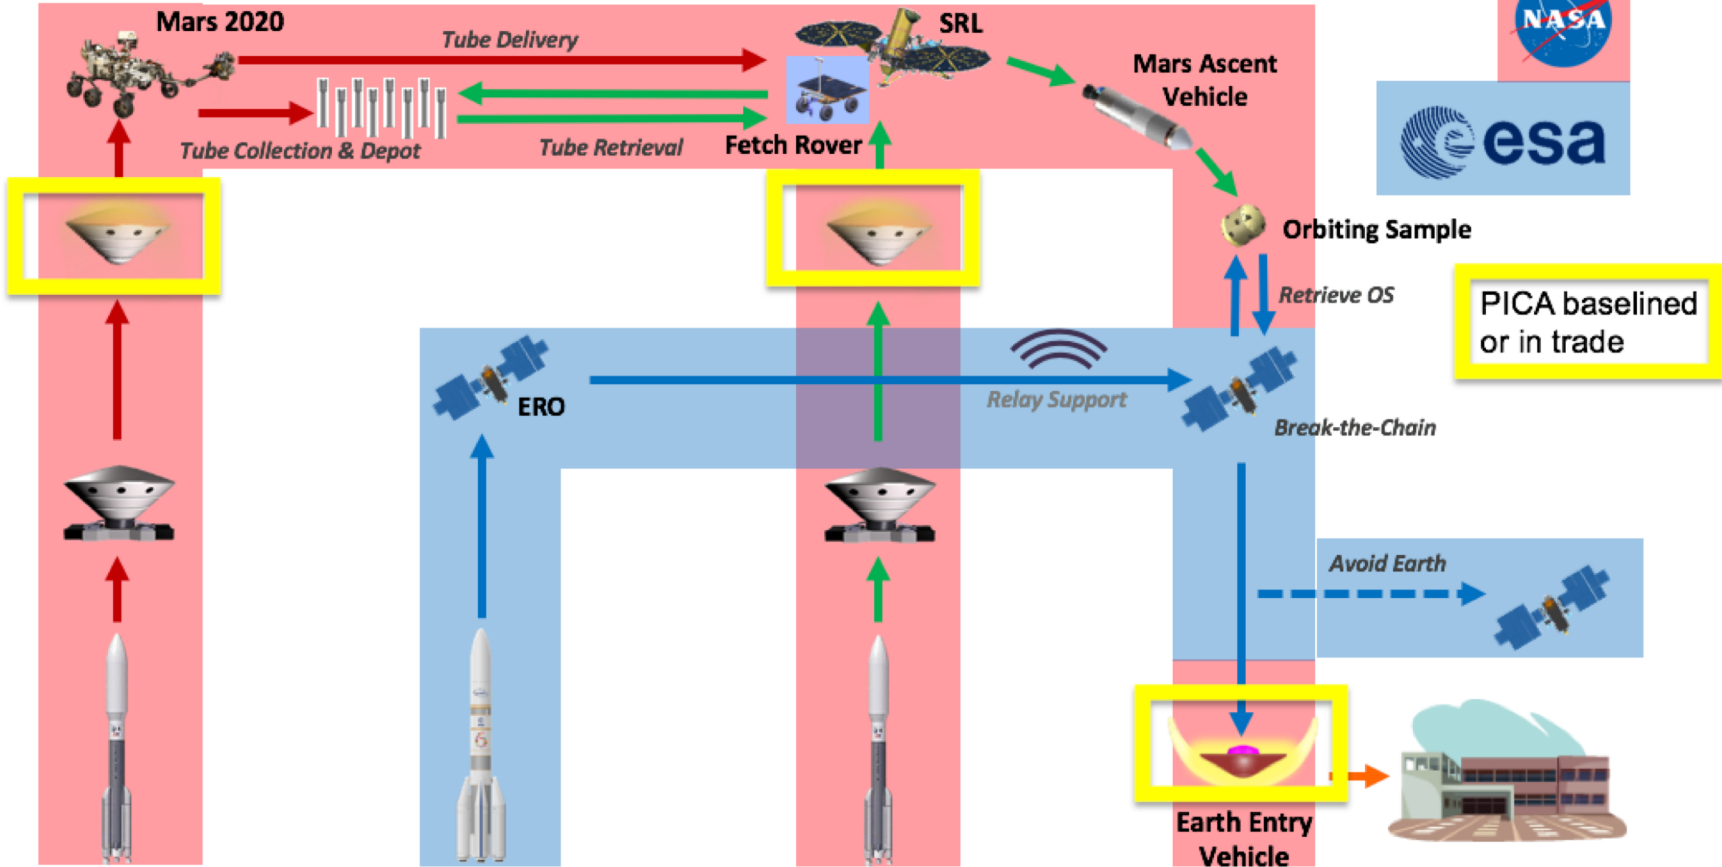 Mars 2020
Tube Delivery
SRL
Mars Ascent
Vehicle
NASA
esa
Tube Collection & Depot
Tube Retrieval
Fetch Rover
Orbiting Sample
Retrieve OS
PICA baselined
or in trade
ERO
Relay Support
Break-the-Chain
Avoid Earth
6
Earth Entry
Vehicle